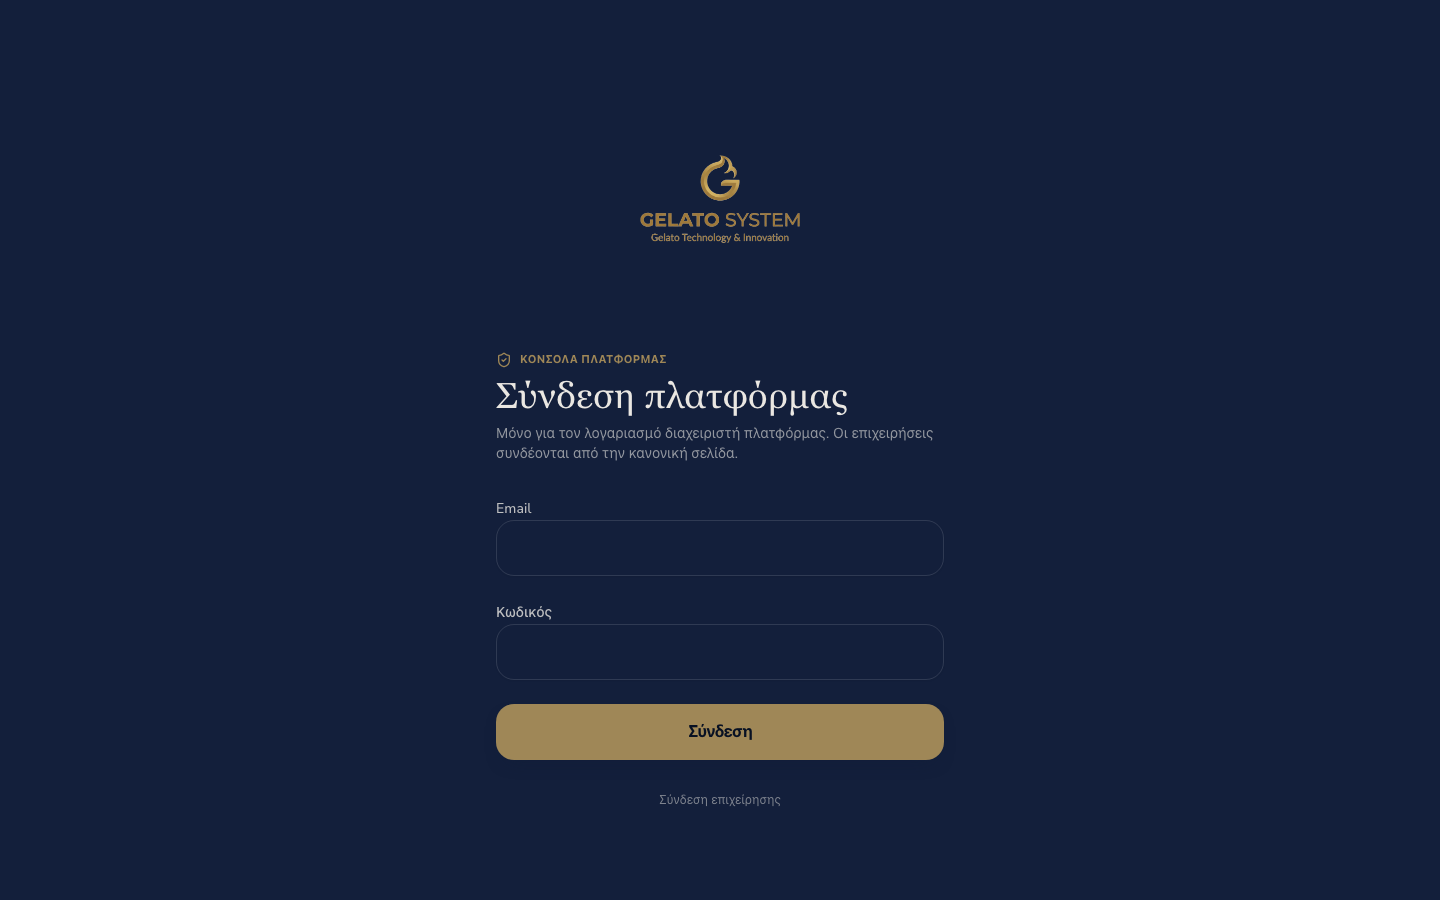 GELATO SYSTEM
Gelato Technology & Innovation
ΚΟΝΣΟΛΑ ΠΛΑΤΦΟΡΜΑΣ
Σύνδεση πλατφόρμας
Μόνο για τον λογαριασμό διαχειριστή πλατφόρμας. Οι επιχειρήσεις
συνδέονται από την κανονική σελίδα.
Email
Κωδικός
Σύνδεση
Σύνδεση επιχείρησης